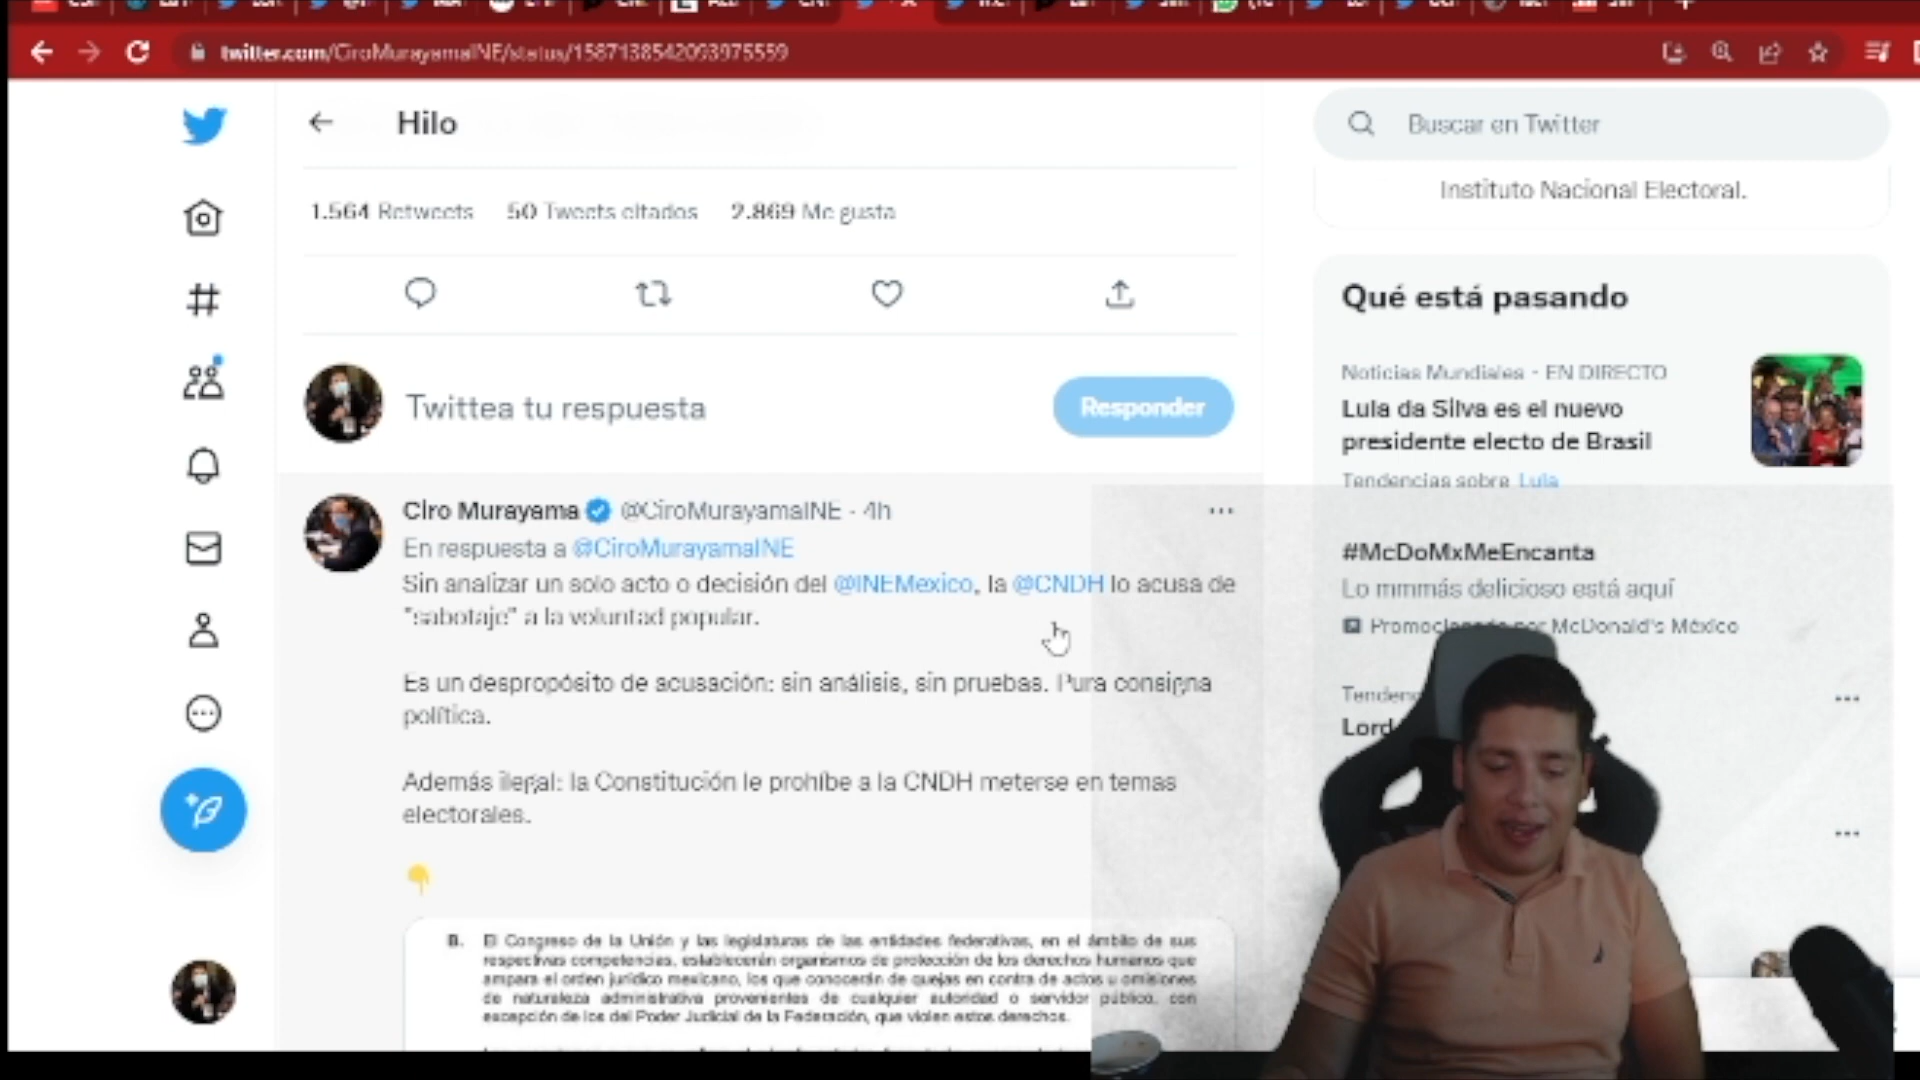 twitter.com/CiroMurayamaINE/status/1587138542093975559
Hilo
Buscar en Twitter
Instituto Nacional Electoral.
1.564 Retweets 50 Tweets citados 2.869 Me gusta
Qué está pasando
Noticias Mundiales · EN DIRECTO
Lula da Silva es el nuevo
presidente electo de Brasil
Tendencias sobre Lula
Twittea tu respuesta
Responder
Ciro Murayama @CiroMurayamaINE · 4h
En respuesta a @CiroMurayamaINE
Sin analizar un solo acto o decisión del @INEMexico, la @CNDH lo acusa de
"sabotaje" a la voluntad popular.
Es un despropósito de acusación: sin análisis, sin pruebas. Pura consigna
política.
Además ilegal: la Constitución le prohíbe a la CNDH meterse en temas
electorales.
#McDoMxMeEncanta
Lo mmmás delicioso está aquí
por McDonald's México
Lord
B. El Congreso de la Unión y las legislaturas de las entidades federativas, en el ámbito de sus
respectivas competencias, establecerán organismos de protección de los derechos humanos que
ampara el orden jurídico mexicano, los que conocerán de quejas en contra de actos u omisiones
de naturaleza administrativa provenientes de cualquier autoridad o servidor público, con
excepción de los del Poder Judicial de la Federación, que violen estos derechos.